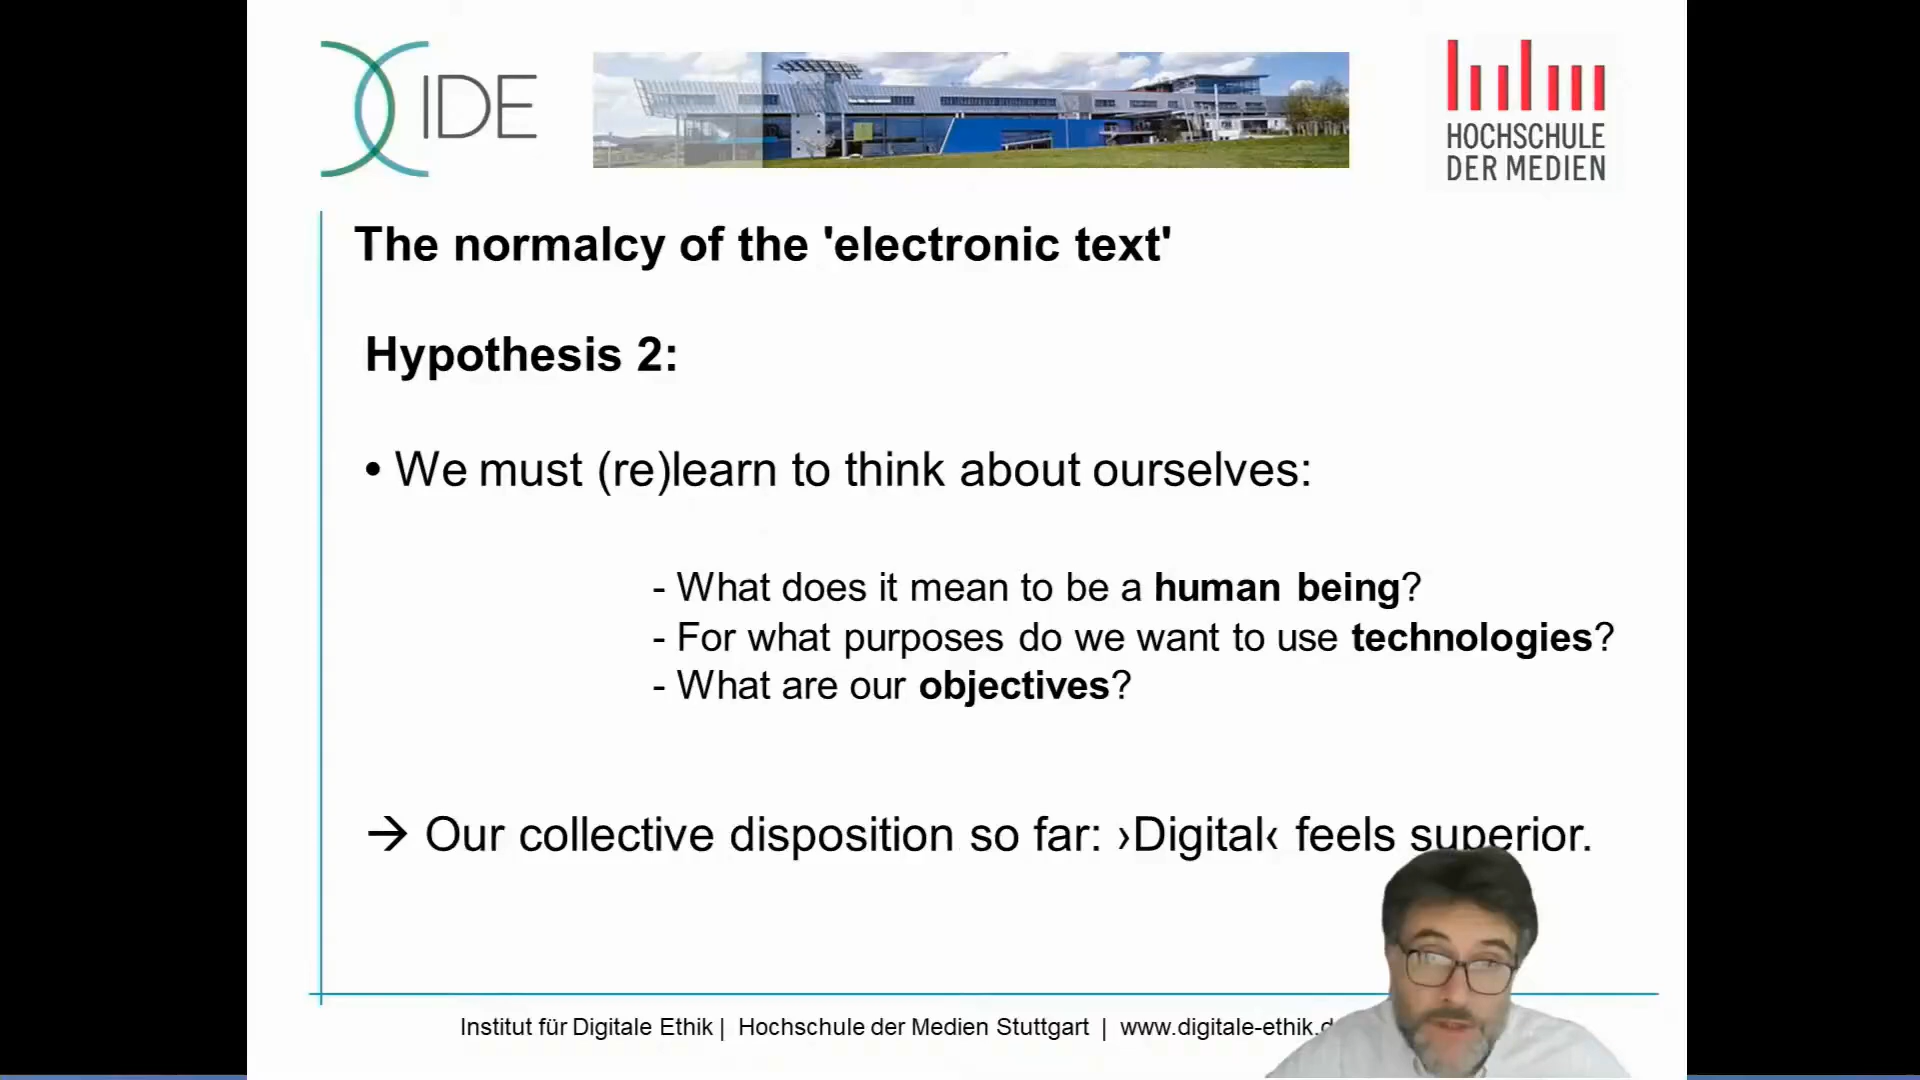 IDE
HOCHSCHULE
DER MEDIEN
The normalcy of the 'electronic text'
Hypothesis 2:
• We must (re)learn to think about ourselves:
- What does it mean to be a human being?
- For what purposes do we want to use technologies?
- What are our objectives?
→ Our collective disposition so far: ›Digital‹ feels superior.
Institut für Digitale Ethik | Hochschule der Medien Stuttgart | www.digitale-ethik.d